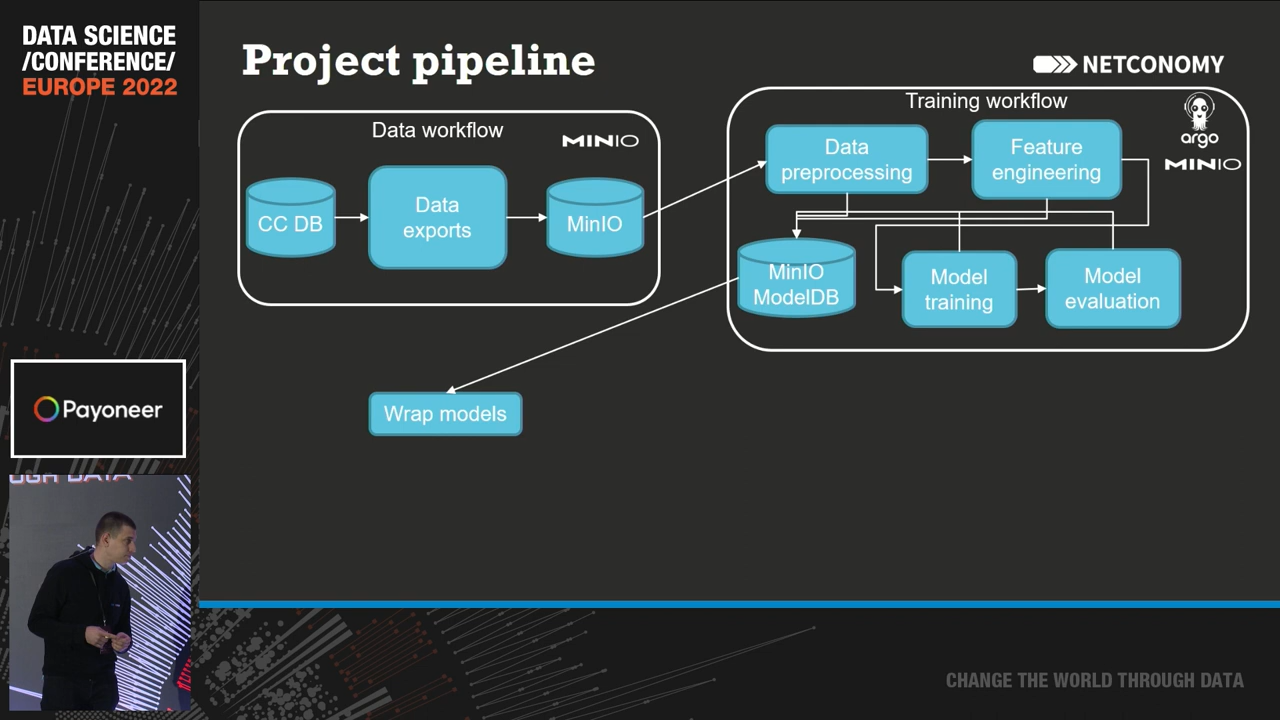 DATA SCIENCE
/CONFERENCE/
EUROPE 2022
Project pipeline
NETCONOMY
Data workflow
MINIO
CC DB
Data
exports
MinIO
Training workflow
argo
MINIO
Data
preprocessing
Feature
engineering
MinIO
ModelDB
Model
training
Model
evaluation
Wrap models
Payoneer
OUGH DATA
CHANGE THE WORLD THROUGH DATA